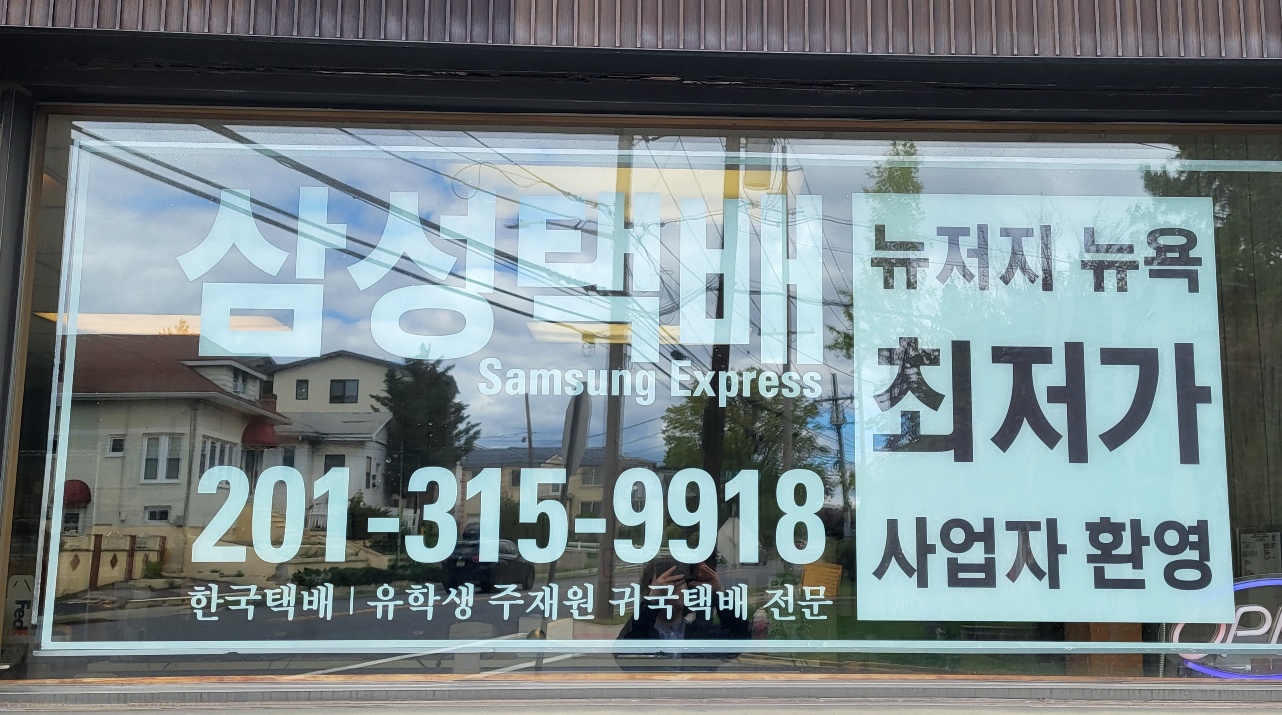 삼성택배
Samsung Express
201-315-9918
한국택배 | 유학생 주재원 귀국택배 전문
뉴저지 뉴욕
최저가
사업자 환영